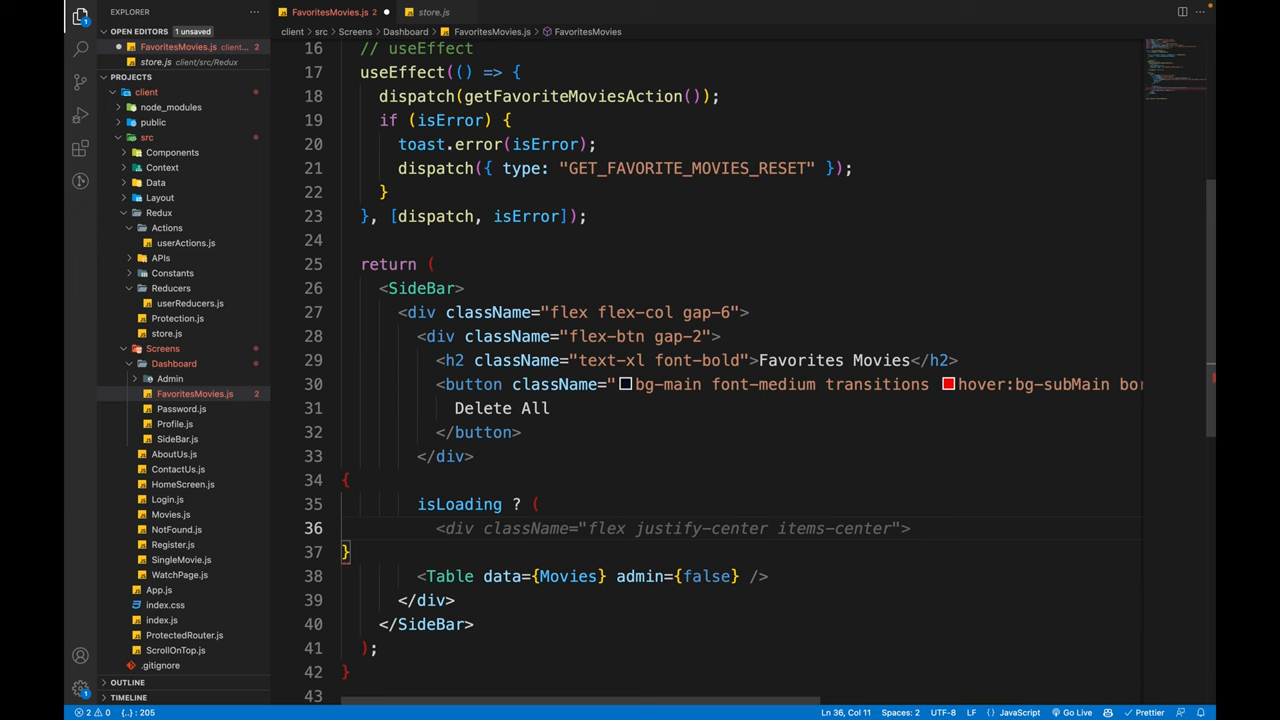 EXPLORER
FavoritesMovies.js 2
store.js
OPEN EDITORS 1 unsaved
client > src > Screens > Dashboard > FavoritesMovies.js > FavoritesMovies
FavoritesMovies.js client... 2
store.js client/src/Redux
PROJECTS
client
node_modules
public
src
Components
Context
Data
Layout
Redux
Actions
userActions.js
APIs
Constants
Reducers
userReducers.js
Protection.js
store.js
Screens
Dashboard
Admin
FavoritesMovies.js 2
Password.js
Profile.js
SideBar.js
AboutUs.js
ContactUs.js
HomeScreen.js
Login.js
Movies.js
NotFound.js
Register.js
SingleMovie.js
WatchPage.js
App.js
index.css
index.js
ProtectedRouter.js
ScrollOnTop.js
.gitignore
OUTLINE
TIMELINE
16 // useEffect
17 useEffect(() => {
18 dispatch(getFavoriteMoviesAction());
19 if (isError) {
20 toast.error(isError);
21 dispatch({ type: "GET_FAVORITE_MOVIES_RESET" });
22 }
23 }, [dispatch, isError]);
24
25 return (
26 <SideBar>
27 <div className="flex flex-col gap-6">
28 <div className="flex-btn gap-2">
29 <h2 className="text-xl font-bold">Favorites Movies</h2>
30 <button className="bg-main font-medium transitions hover:bg-subMain bor
31 Delete All
32 </button>
33 </div>
34 {
35 isLoading ? (
36 <div className="flex justify-center items-center">
37 }
38 <Table data={Movies} admin={false} />
39 </div>
40 </SideBar>
41 );
42 }
43
1
1
2 0 {..} : 205
Ln 36, Col 11 Spaces: 2 UTF-8 LF {} JavaScript Go Live Prettier